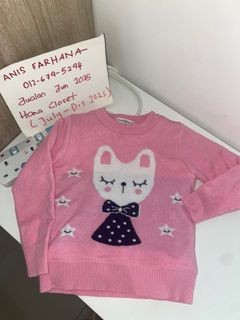 ANIS FARHANA
012-679-5294
Jualan Jun 2025
Hana Closet
(July - Dis 2025)